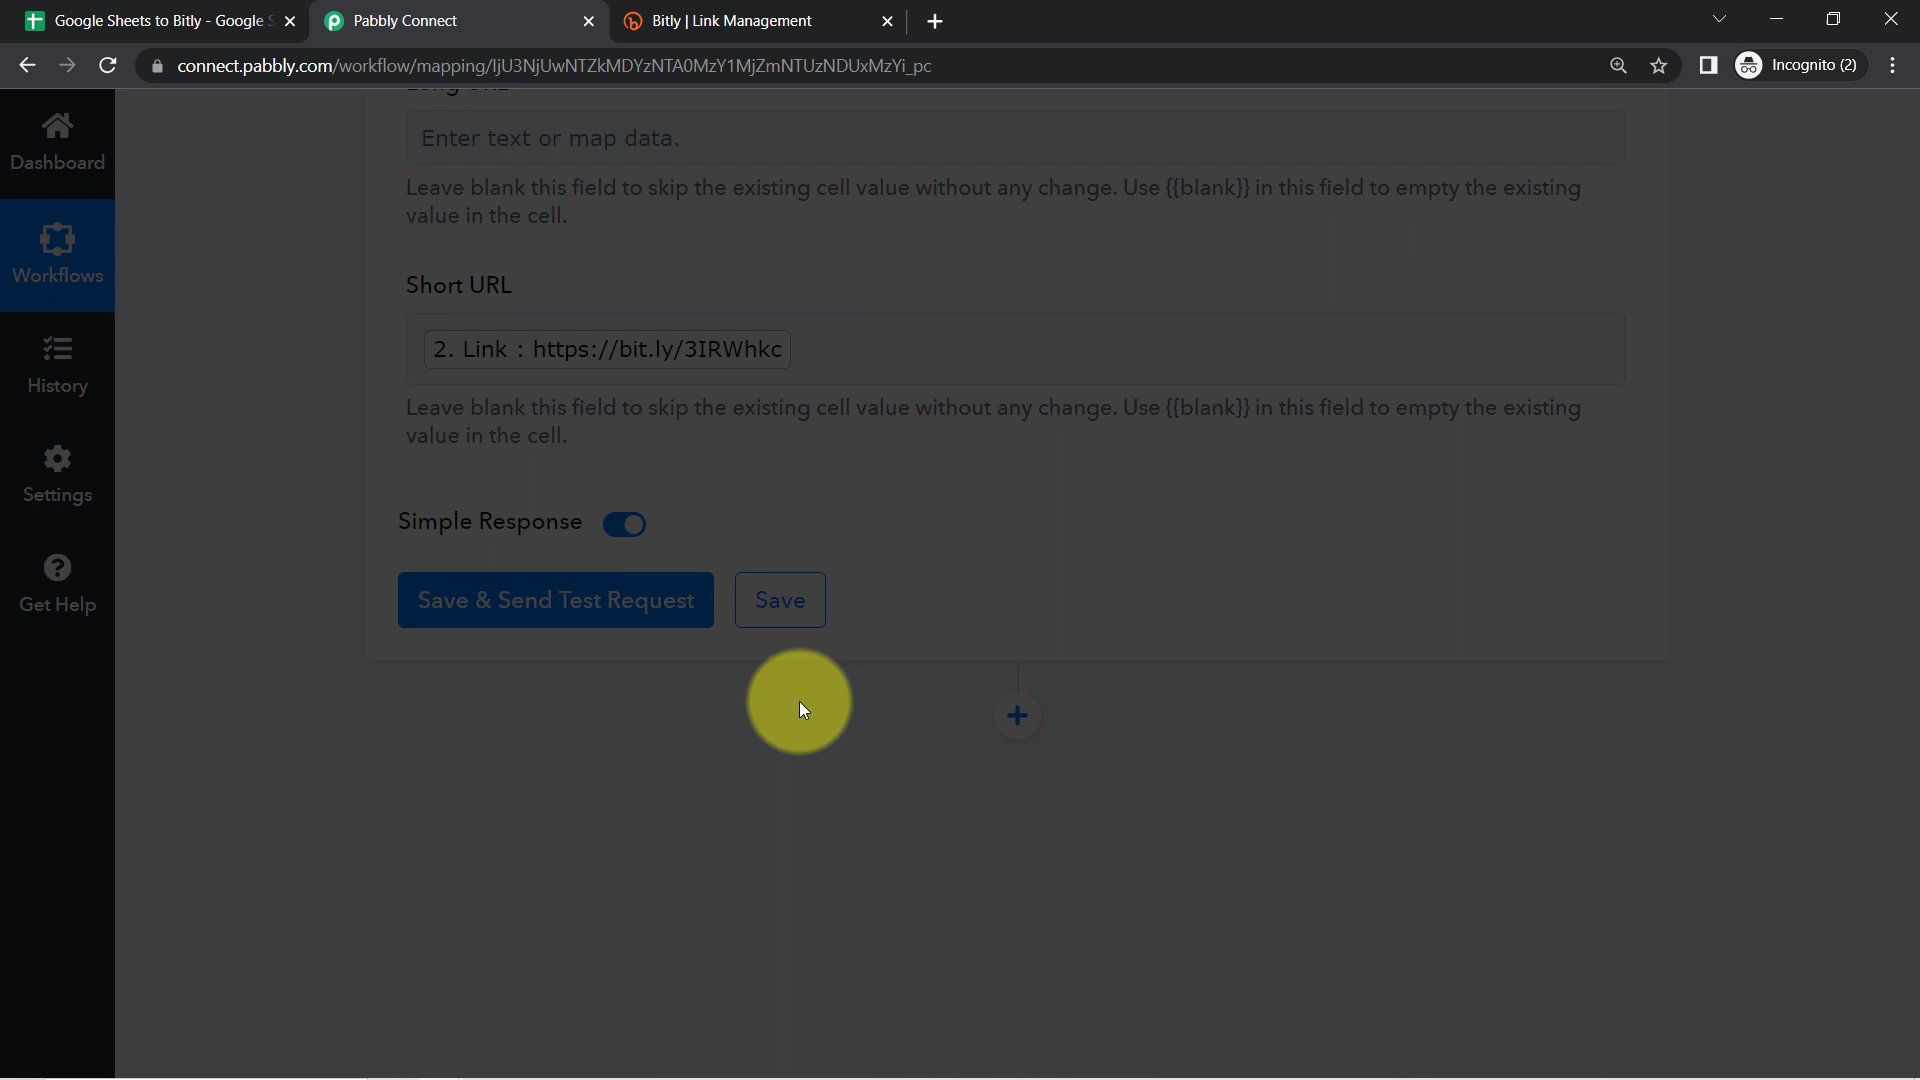 Google Sheets to Bitly - Google S
Pabbly Connect
Bitly | Link Management
connect.pabbly.com/workflow/mapping/IjU3NjUwNTZkMDYzNTA0MzY1MjZmNTUzNDUxMzYi_pc
Incognito (2)
Dashboard
Workflows
History
Settings
Get Help
Long URL
Enter text or map data.
Leave blank this field to skip the existing cell value without any change. Use {{blank}} in this field to empty the existing
value in the cell.
Short URL
2. Link : https://bit.ly/3IRWhkc
Leave blank this field to skip the existing cell value without any change. Use {{blank}} in this field to empty the existing
value in the cell.
Simple Response
Save & Send Test Request
Save